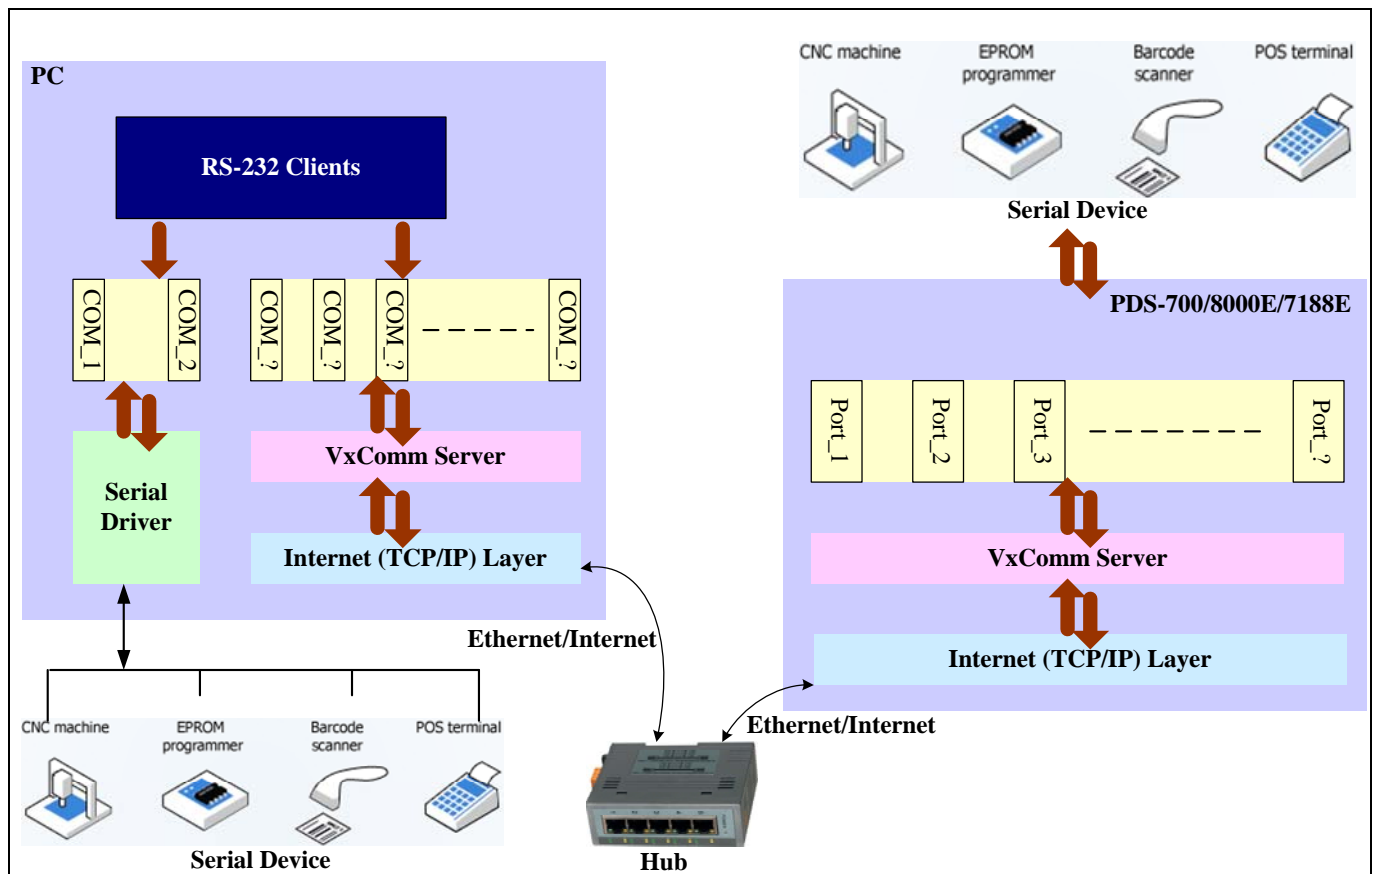 PC
RS-232 Clients
COM_1
COM_2
COM_?
COM_?
COM_?
COM_?
Serial
Driver
VxComm Server
Internet (TCP/IP) Layer
Ethernet/Internet
CNC machine
EPROM
programmer
Barcode
scanner
POS terminal
Serial Device
Hub
CNC machine
EPROM
programmer
Barcode
scanner
POS terminal
Serial Device
PDS-700/8000E/7188E
Port_1
Port_2
Port_3
Port_?
VxComm Server
Internet (TCP/IP) Layer
Ethernet/Internet